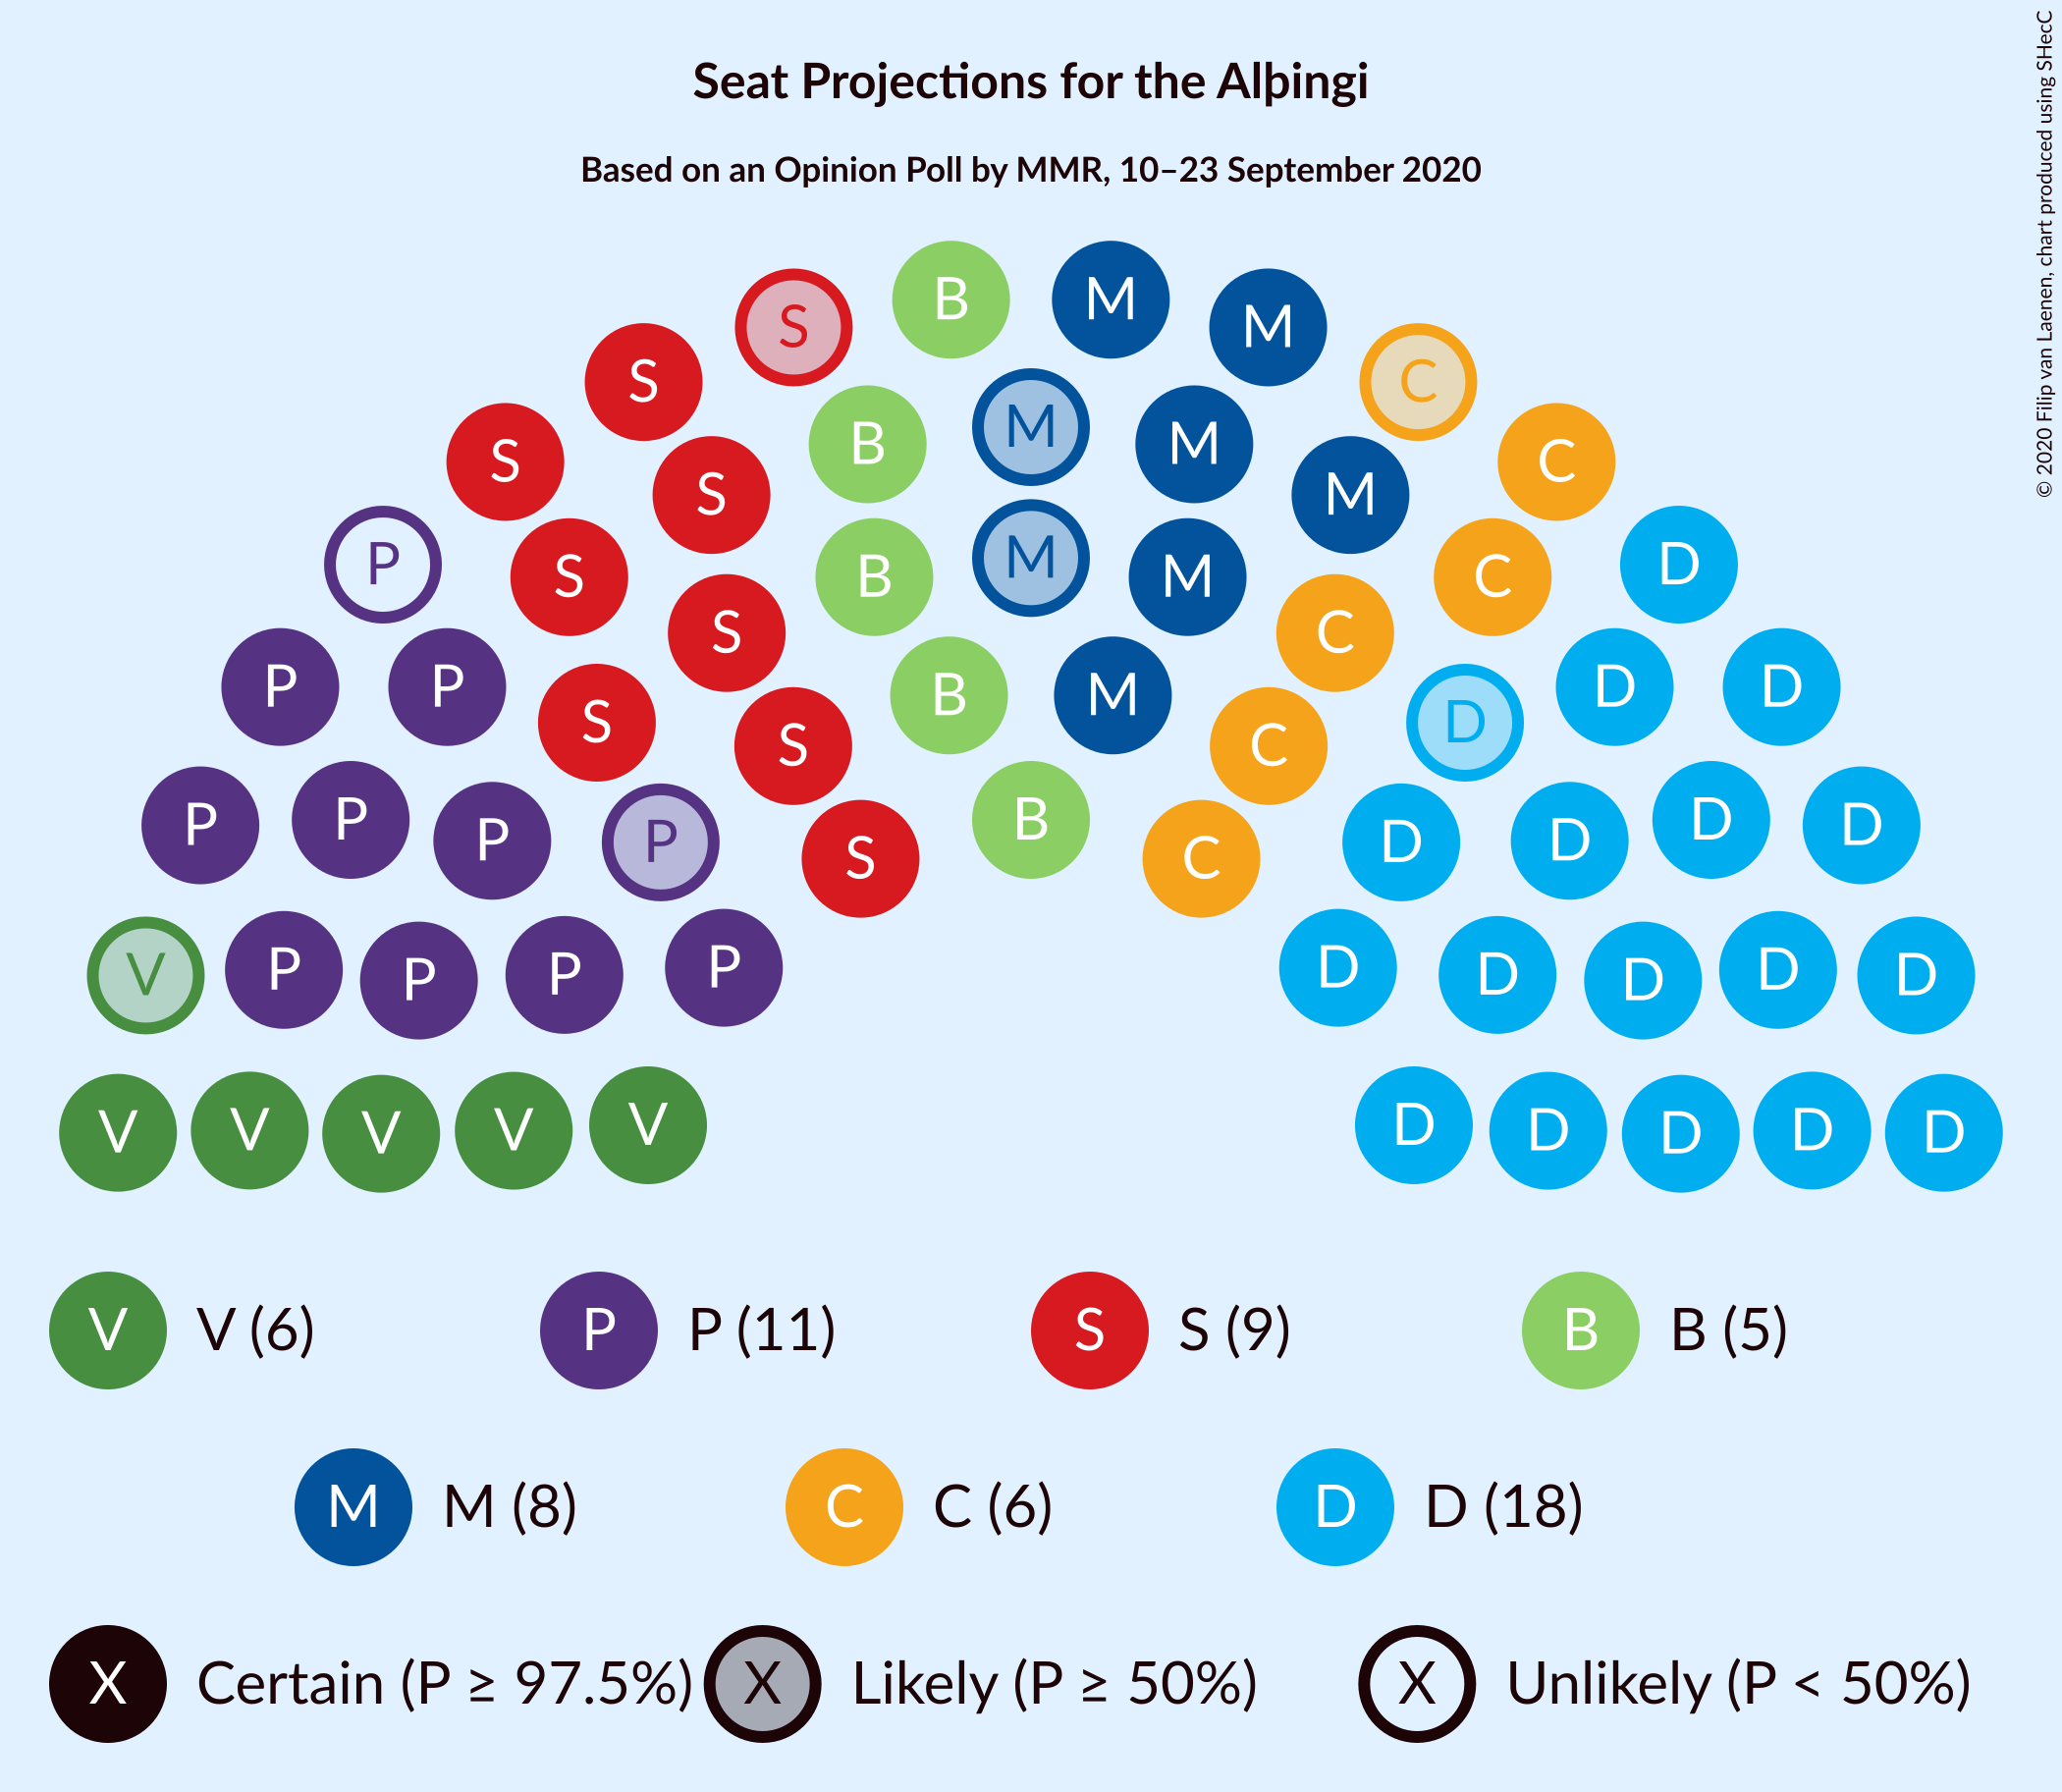 © 2020 Filip van Laenen, chart produced using SHecC
Seat Projections for the Alþingi
Based on an Opinion Poll by MMR, 10–23 September 2020
B M
S M
S C
M
B M
S C
S M
M
P S B M C D
S C
P P B M D D
S D
S C
P P P P S B C D D D D
V P P P P D D D D D
V V V V V D D D D D
V V (6) P P (11) S S (9) B B (5)
M M (8) C C (6) D D (18)
X Certain (P ≥ 97.5%) X Likely (P ≥ 50%) X Unlikely (P < 50%)